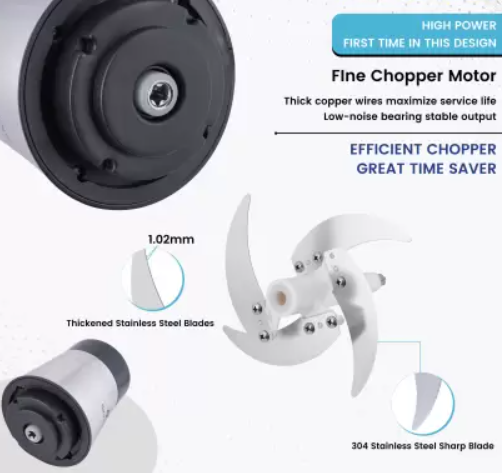 HIGH POWER
FIRST TIME IN THIS DESIGN
FIne Chopper Motor
Thick copper wires maximize service life
Low-noise bearing stable output
EFFICIENT CHOPPER
GREAT TIME SAVER
1.02mm
Thickened Stainless Steel Blades
304 Stainless Steel Sharp Blade